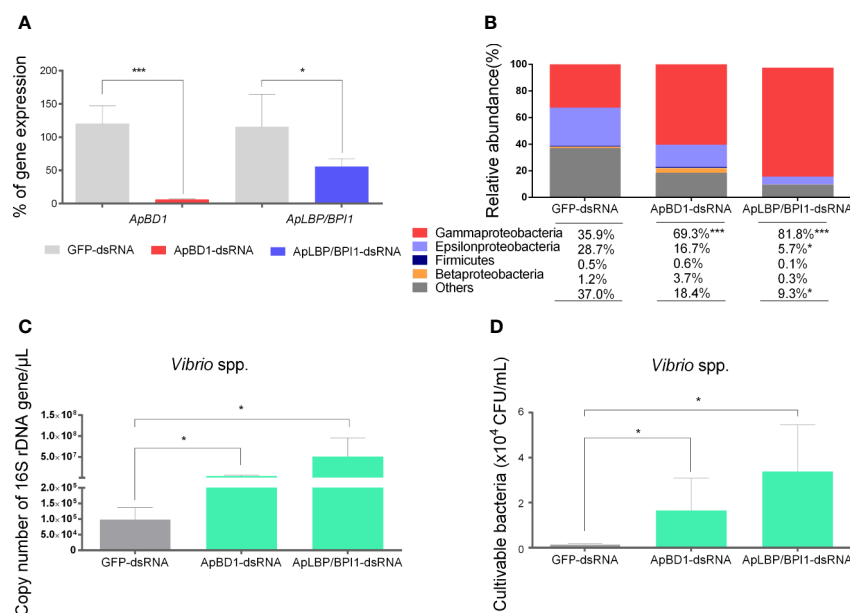 A
% of gene expression
200
150
100
50
0
***
*
ApBD1
ApLBP/BPI1
GFP-dsRNA
ApBD1-dsRNA
ApLBP/BPI1-dsRNA
B
Relative abundance(%)
100
80
60
40
20
0
GFP-dsRNA ApBD1-dsRNA ApLBP/BPI1-dsRNA
Gammaproteobacteria 35.9% 69.3%*** 81.8%***
Epsilonproteobacteria 28.7% 16.7% 5.7%*
Firmicutes 0.5% 0.6% 0.1%
Betaproteobacteria 1.2% 3.7% 0.3%
Others 37.0% 18.4% 9.3%*
C
Vibrio spp.
Copy number of 16S rDNA gene/μL
1.5×10⁸
1.0×10⁸
5.0×10⁷
2.0×10⁵
1.5×10⁵
1.0×10⁵
5.0×10⁴
0
*
*
GFP-dsRNA ApBD1-dsRNA ApLBP/BPI1-dsRNA
D
Vibrio spp.
Cultivable bacteria (x10⁴ CFU/mL)
6
4
2
0
*
*
GFP-dsRNA ApBD1-dsRNA ApLBP/BPI1-dsRNA